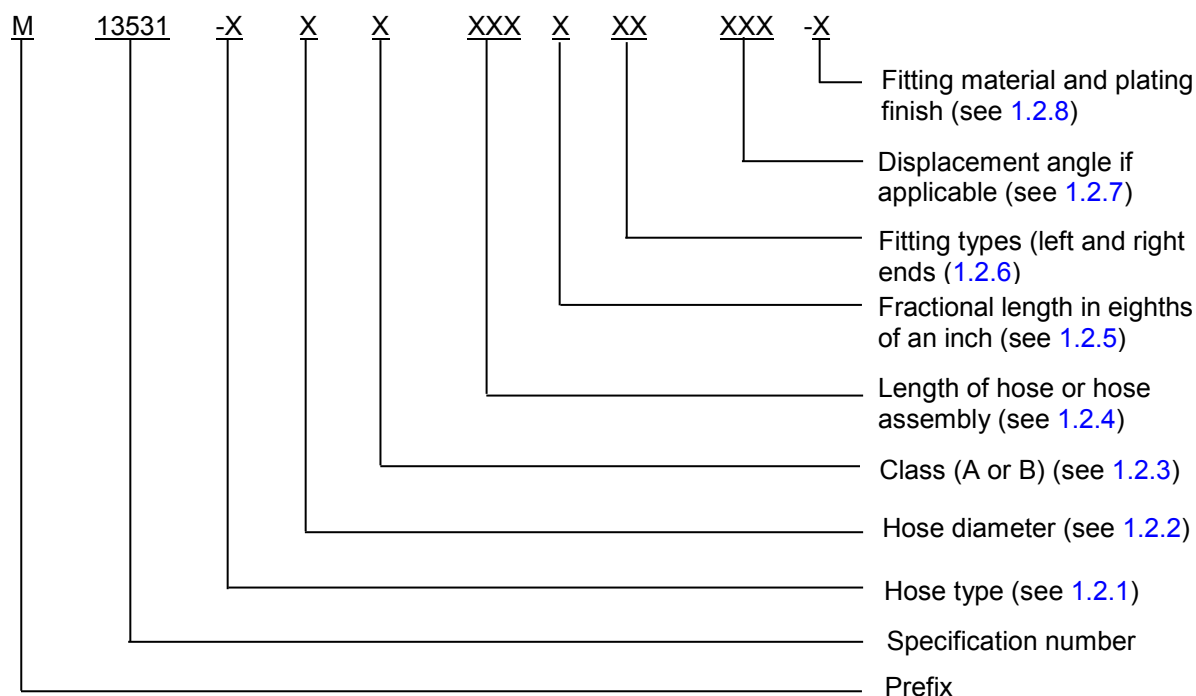 M 13531 -X X X XXX X XX XXX -X
Fitting material and plating
finish (see 1.2.8)
Displacement angle if
applicable (see 1.2.7)
Fitting types (left and right
ends (1.2.6)
Fractional length in eighths
of an inch (see 1.2.5)
Length of hose or hose
assembly (see 1.2.4)
Class (A or B) (see 1.2.3)
Hose diameter (see 1.2.2)
Hose type (see 1.2.1)
Specification number
Prefix